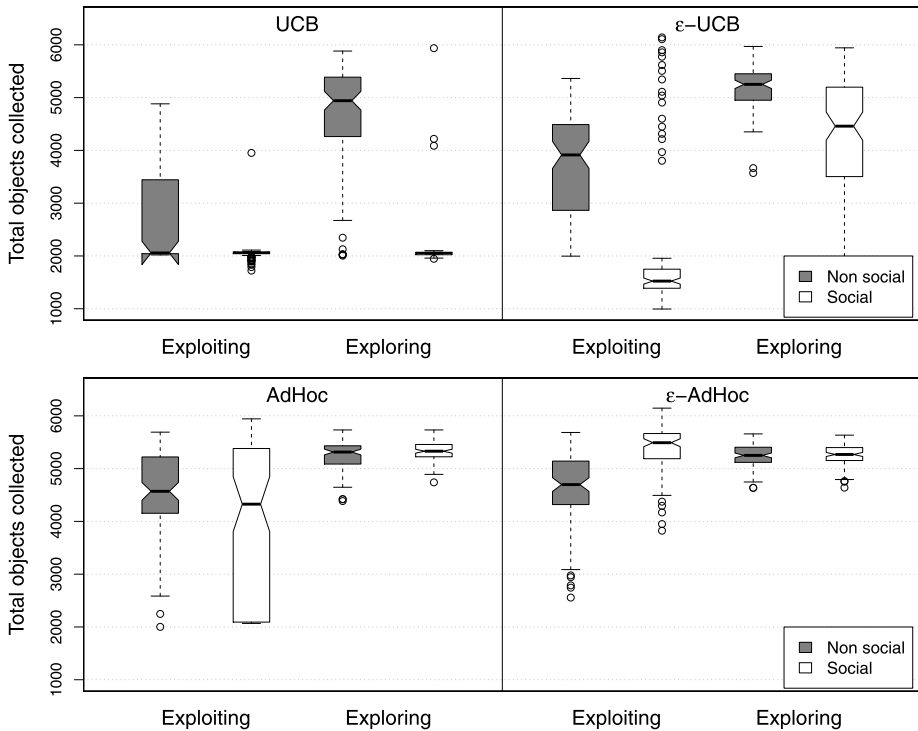 UCB
ε−UCB
Total objects collected
6000
5000
4000
3000
2000
1000
Non social
Social
Exploiting
Exploring
Exploiting
Exploring
AdHoc
ε−AdHoc
Total objects collected
6000
5000
4000
3000
2000
1000
Non social
Social
Exploiting
Exploring
Exploiting
Exploring